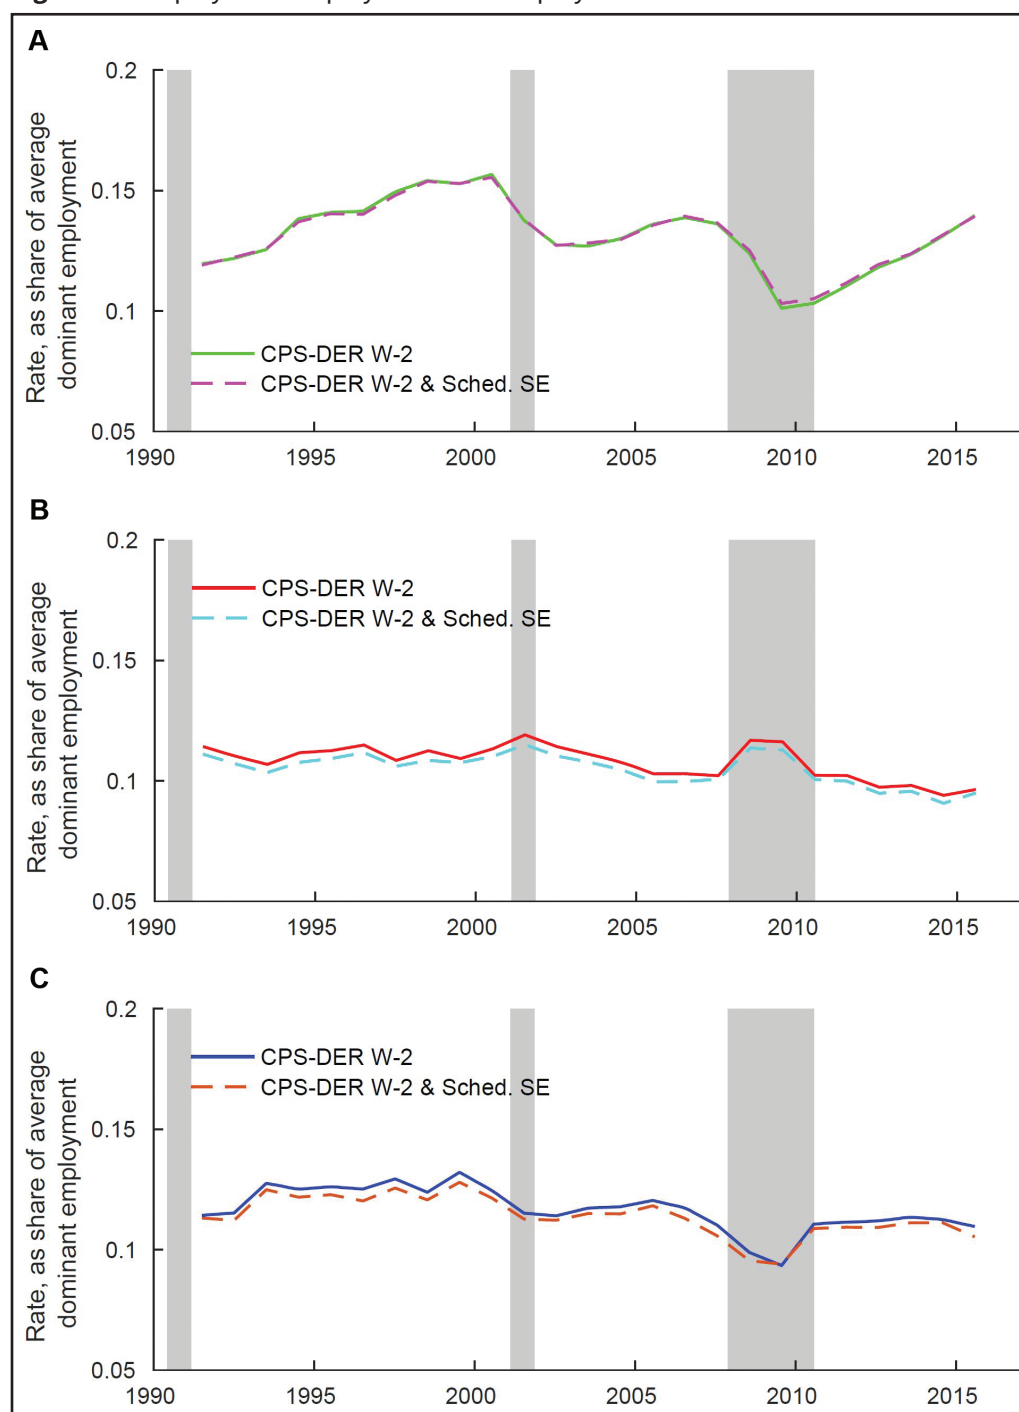 A
0.2
0.15
0.1
0.05
Rate, as share of average
dominant employment
CPS-DER W-2
CPS-DER W-2 & Sched. SE
1990 1995 2000 2005 2010 2015
B
0.2
0.15
0.1
0.05
Rate, as share of average
dominant employment
CPS-DER W-2
CPS-DER W-2 & Sched. SE
1990 1995 2000 2005 2010 2015
C
0.2
0.15
0.1
0.05
Rate, as share of average
dominant employment
CPS-DER W-2
CPS-DER W-2 & Sched. SE
1990 1995 2000 2005 2010 2015